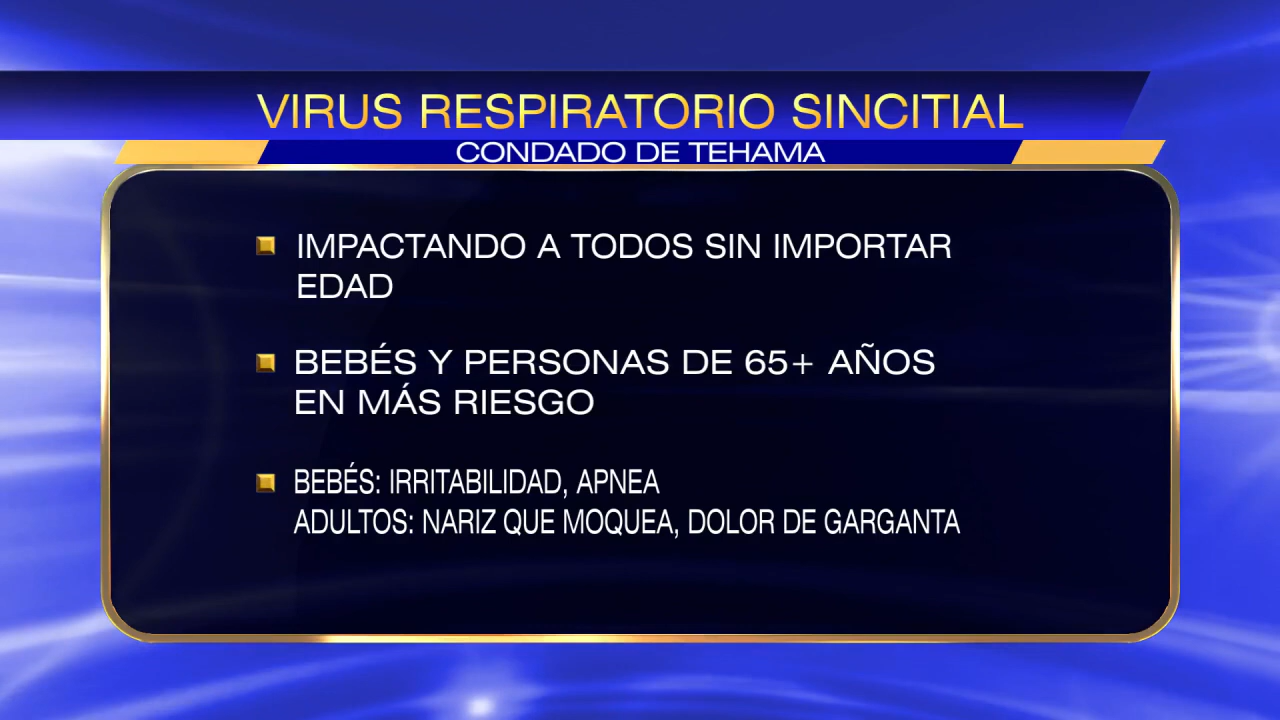 VIRUS RESPIRATORIO SINCITIAL
CONDADO DE TEHAMA
IMPACTANDO A TODOS SIN IMPORTAR
EDAD
BEBÉS Y PERSONAS DE 65+ AÑOS
EN MÁS RIESGO
BEBÉS: IRRITABILIDAD, APNEA
ADULTOS: NARIZ QUE MOQUEA, DOLOR DE GARGANTA